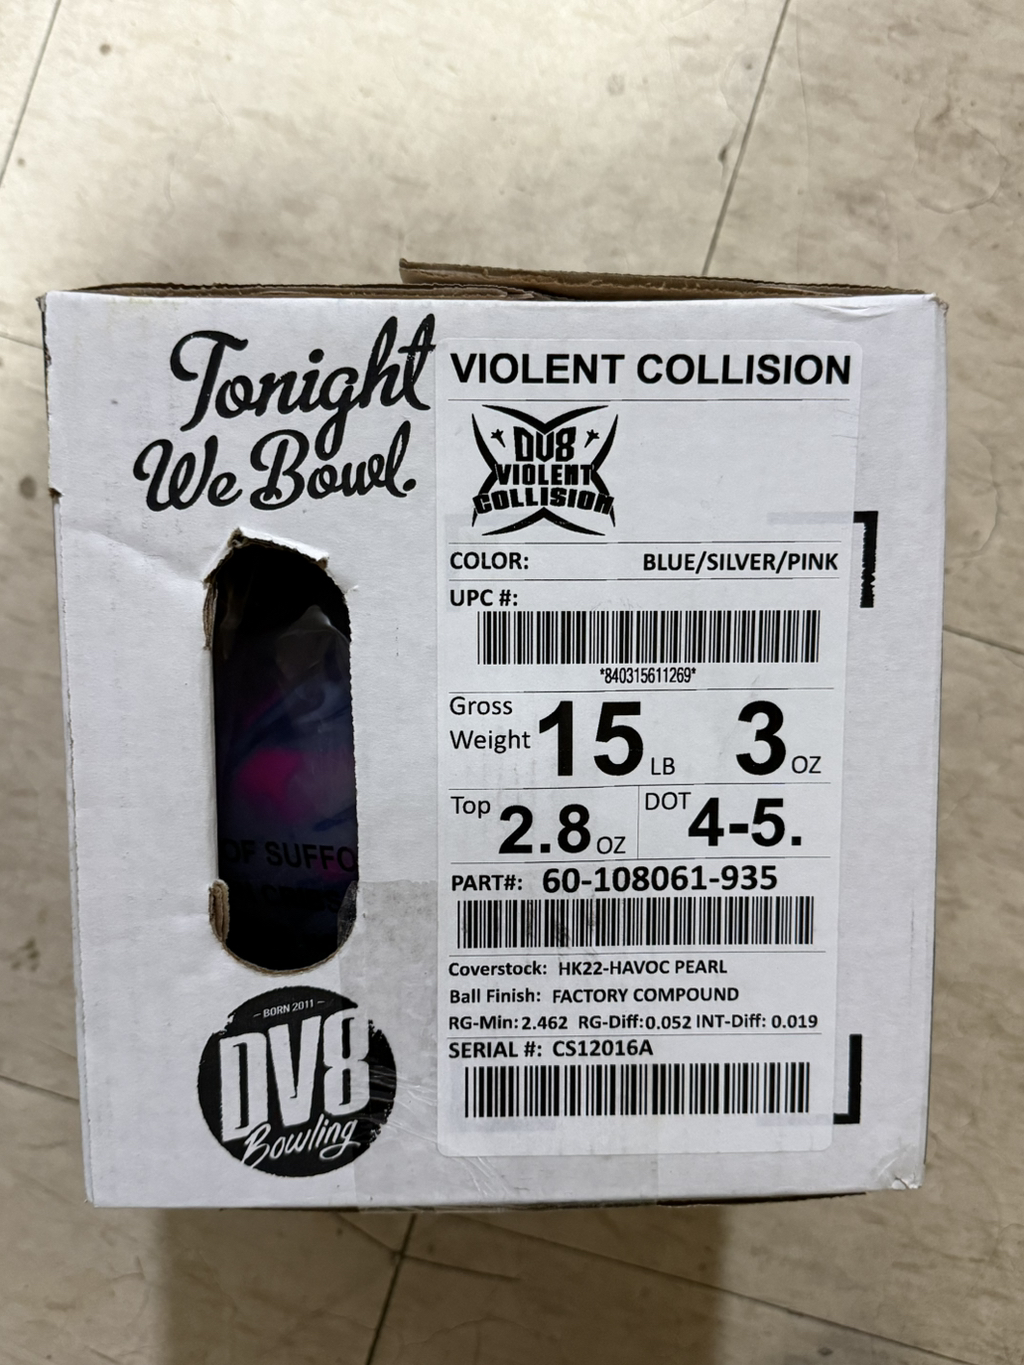 Tonight
We Bowl.
VIOLENT COLLISION
DV8
VIOLENT
COLLISION
COLOR: BLUE/SILVER/PINK
UPC #:
*840315611269*
Gross
Weight 15 LB 3 OZ
Top 2.8 OZ DOT 4-5.
PART#: 60-108061-935
Coverstock: HK22-HAVOC PEARL
Ball Finish: FACTORY COMPOUND
RG-Min: 2.462 RG-Diff: 0.052 INT-Diff: 0.019
SERIAL #: CS12016A
OF SUFFO
– BORN 2011 –
DV8
Bowling